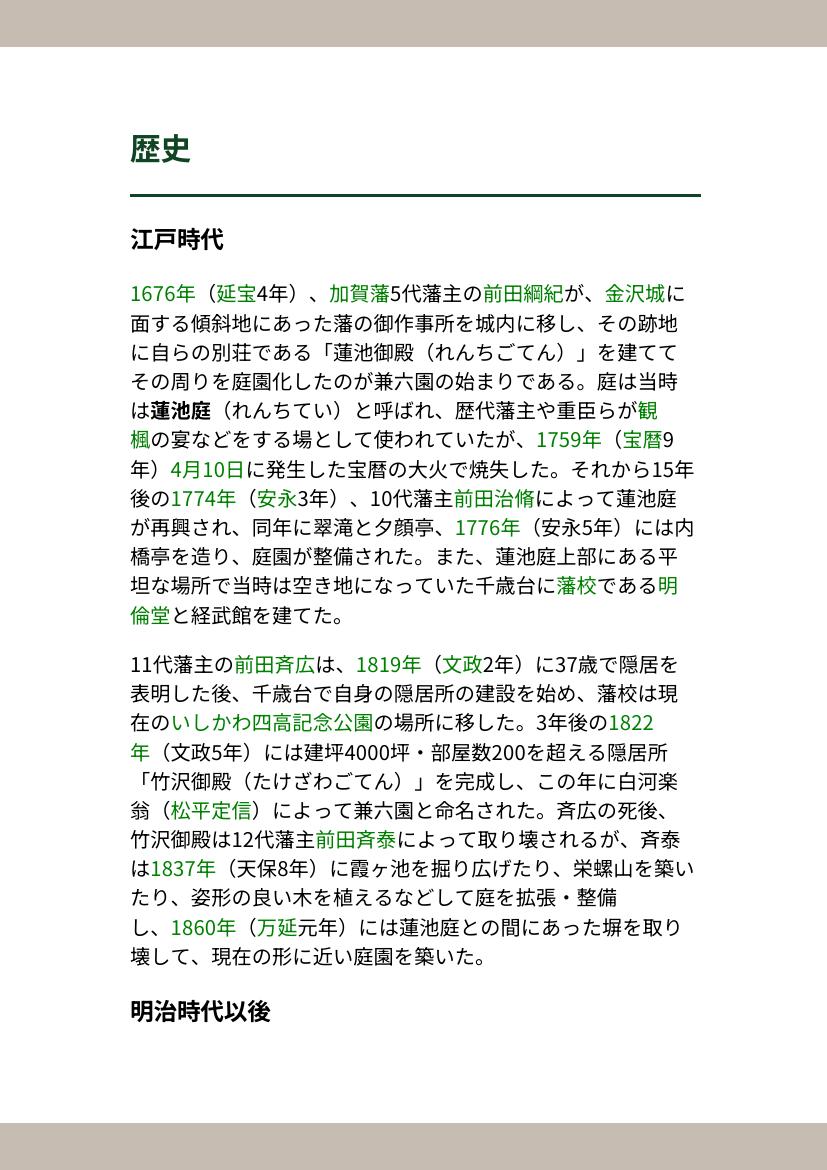 歴史
江戸時代
1676年（延宝4年）、加賀藩5代藩主の前田綱紀が、金沢城に
面する傾斜地にあった藩の御作事所を城内に移し、その跡地
に自らの別荘である「蓮池御殿（れんちごてん）」を建てて
その周りを庭園化したのが兼六園の始まりである。庭は当時
は蓮池庭（れんちてい）と呼ばれ、歴代藩主や重臣らが観
楓の宴などをする場として使われていたが、1759年（宝暦9
年）4月10日に発生した宝暦の大火で焼失した。それから15年
後の1774年（安永3年）、10代藩主前田治脩によって蓮池庭
が再興され、同年に翠滝と夕顔亭、1776年（安永5年）には内
橋亭を造り、庭園が整備された。また、蓮池庭上部にある平
坦な場所で当時は空き地になっていた千歳台に藩校である明
倫堂と経武館を建てた。
11代藩主の前田斉広は、1819年（文政2年）に37歳で隠居を
表明した後、千歳台で自身の隠居所の建設を始め、藩校は現
在のいしかわ四高記念公園の場所に移した。3年後の1822
年（文政5年）には建坪4000坪・部屋数200を超える隠居所
「竹沢御殿（たけざわごてん）」を完成し、この年に白河楽
翁（松平定信）によって兼六園と命名された。斉広の死後、
竹沢御殿は12代藩主前田斉泰によって取り壊されるが、斉泰
は1837年（天保8年）に霞ヶ池を掘り広げたり、栄螺山を築い
たり、姿形の良い木を植えるなどして庭を拡張・整備
し、1860年（万延元年）には蓮池庭との間にあった塀を取り
壊して、現在の形に近い庭園を築いた。
明治時代以後